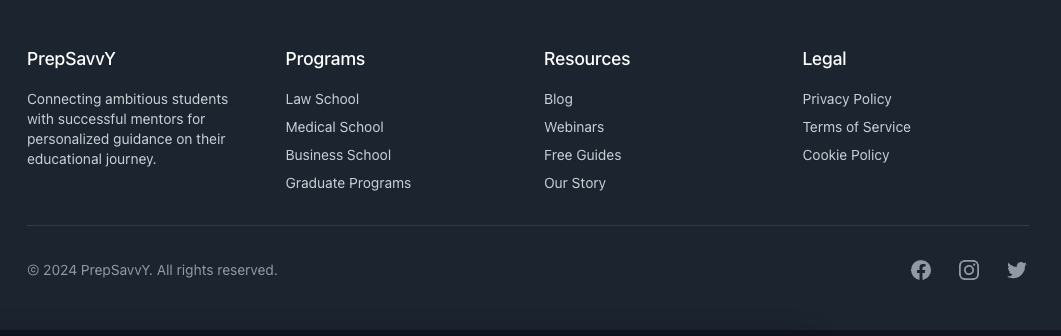 PrepSavvY
Connecting ambitious students
with successful mentors for
personalized guidance on their
educational journey.
Programs
Law School
Medical School
Business School
Graduate Programs
Resources
Blog
Webinars
Free Guides
Our Story
Legal
Privacy Policy
Terms of Service
Cookie Policy
© 2024 PrepSavvY. All rights reserved.